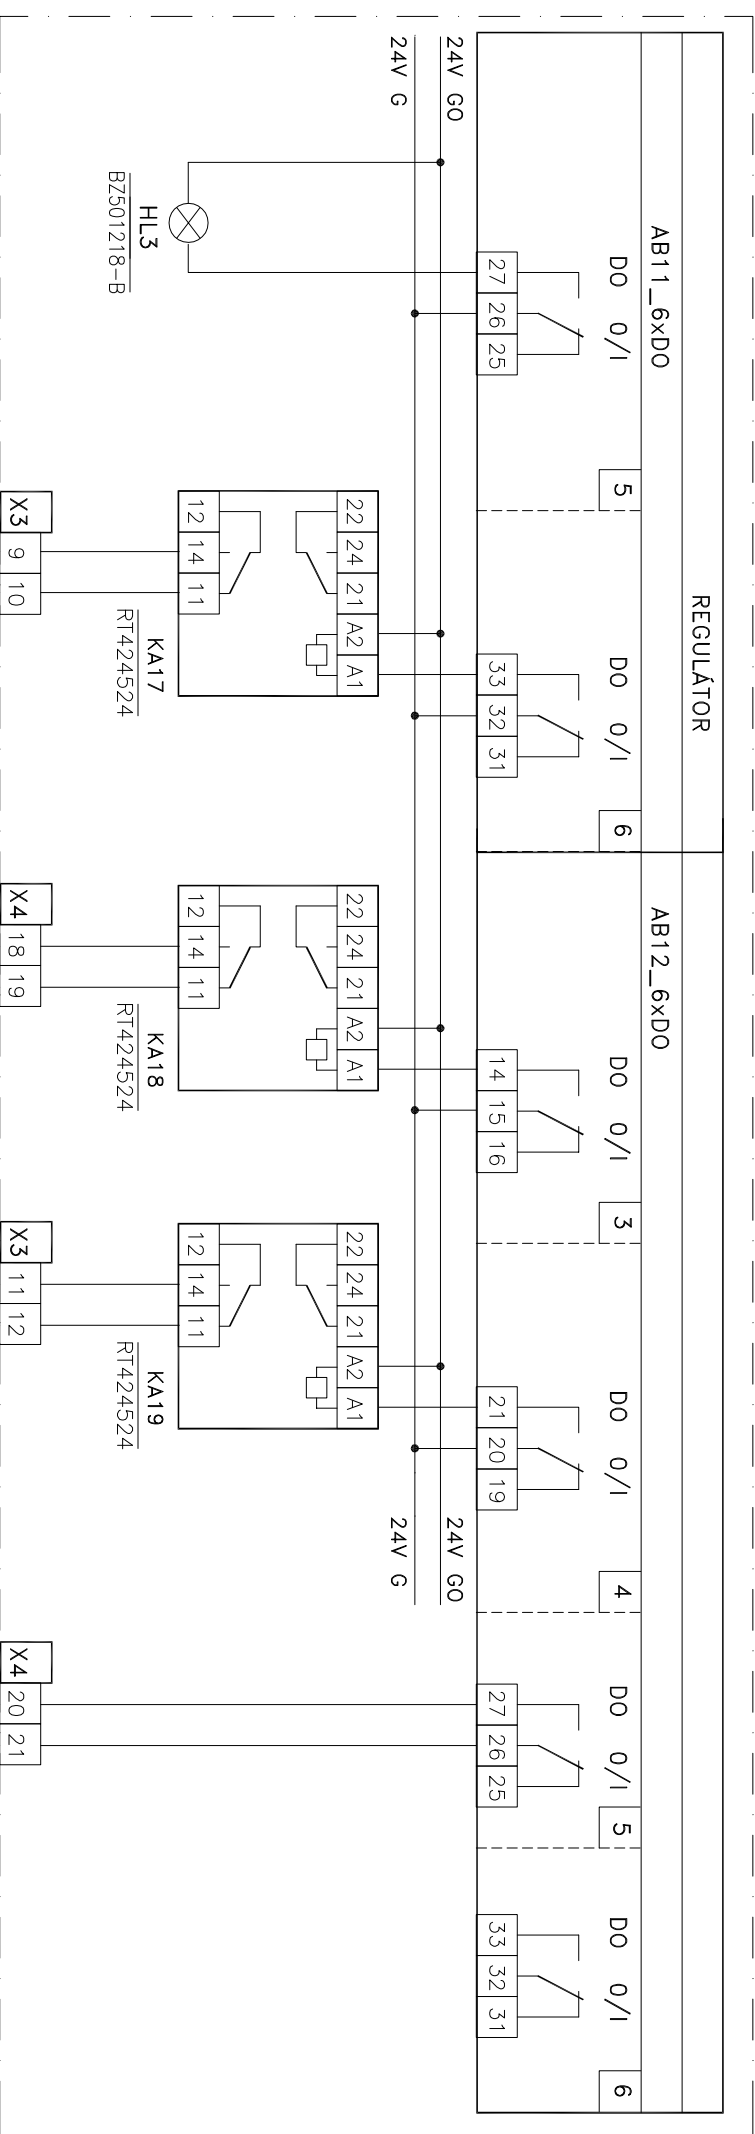 REGULÁTOR
AB11_6xDO
AB12_6xDO
DO 0/I
5
DO 0/I
6
DO 0/I
3
DO 0/I
4
DO 0/I
5
DO 0/I
6
27 26 25
33 32 31
14 15 16
21 20 19
27 26 25
33 32 31
24V G0
24V G0
24V G
24V G
HL3
BZ501218-B
22 24 21 A2 A1
12 14 11
KA17
RT424524
22 24 21 A2 A1
12 14 11
KA18
RT424524
22 24 21 A2 A1
12 14 11
KA19
RT424524
X3 9 10
X4 18 19
X3 11 12
X4 20 21